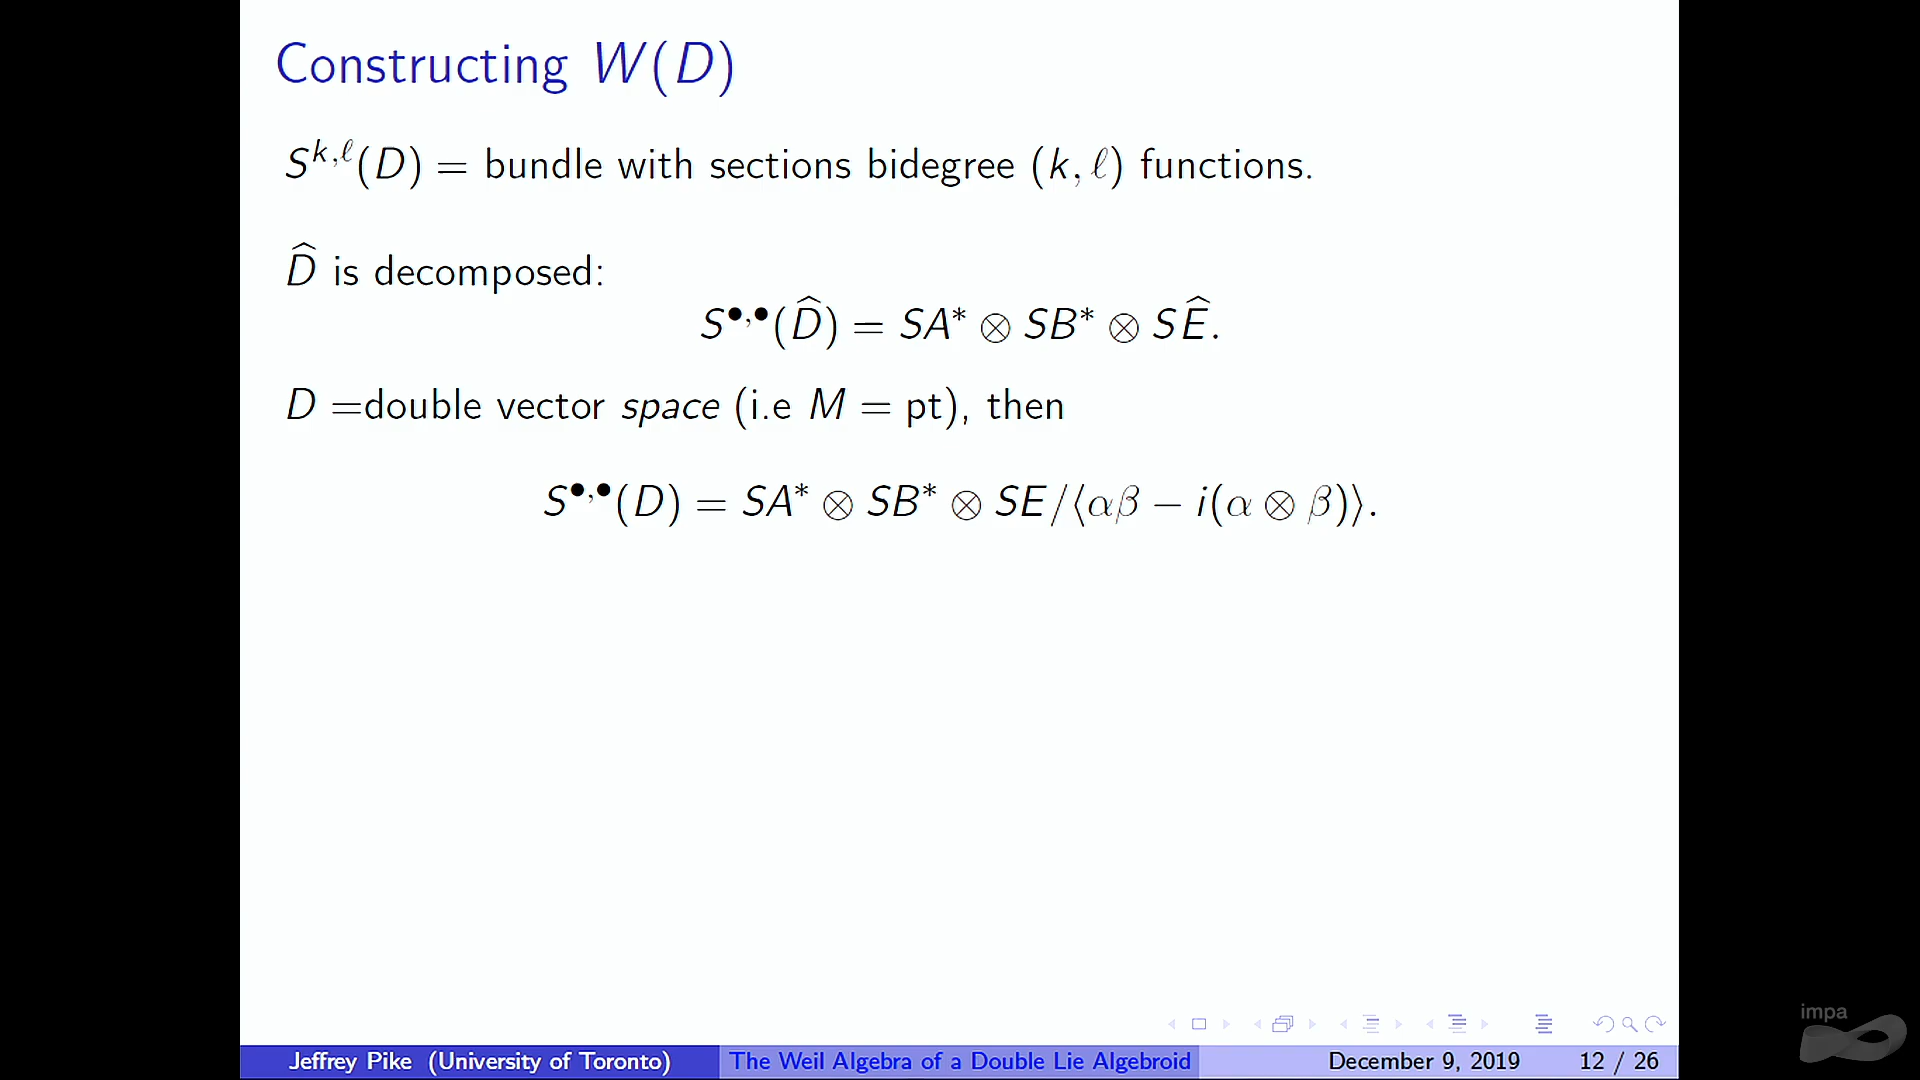 Constructing W(D)
S^{k,ℓ}(D) = bundle with sections bidegree (k, ℓ) functions.
D̂ is decomposed:
S^{•,•}(D̂) = SA* ⊗ SB* ⊗ SÊ.
D =double vector space (i.e M = pt), then
S^{•,•}(D) = SA* ⊗ SB* ⊗ SE/⟨αβ − i(α ⊗ β)⟩.
impa
Jeffrey Pike (University of Toronto) The Weil Algebra of a Double Lie Algebroid December 9, 2019 12 / 26